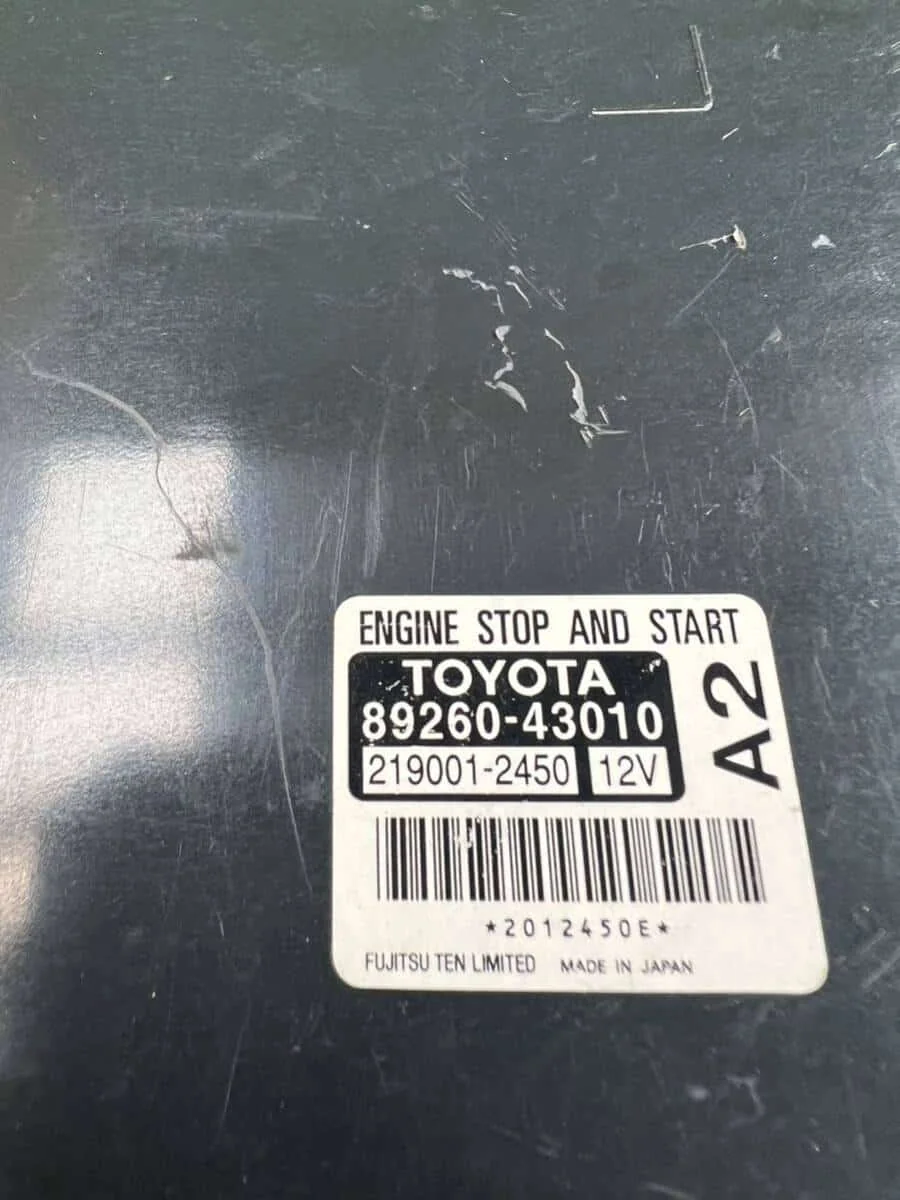 ENGINE STOP AND START
TOYOTA
89260-43010
219001-2450 12V
A2
*2012450E*
FUJITSU TEN LIMITED MADE IN JAPAN